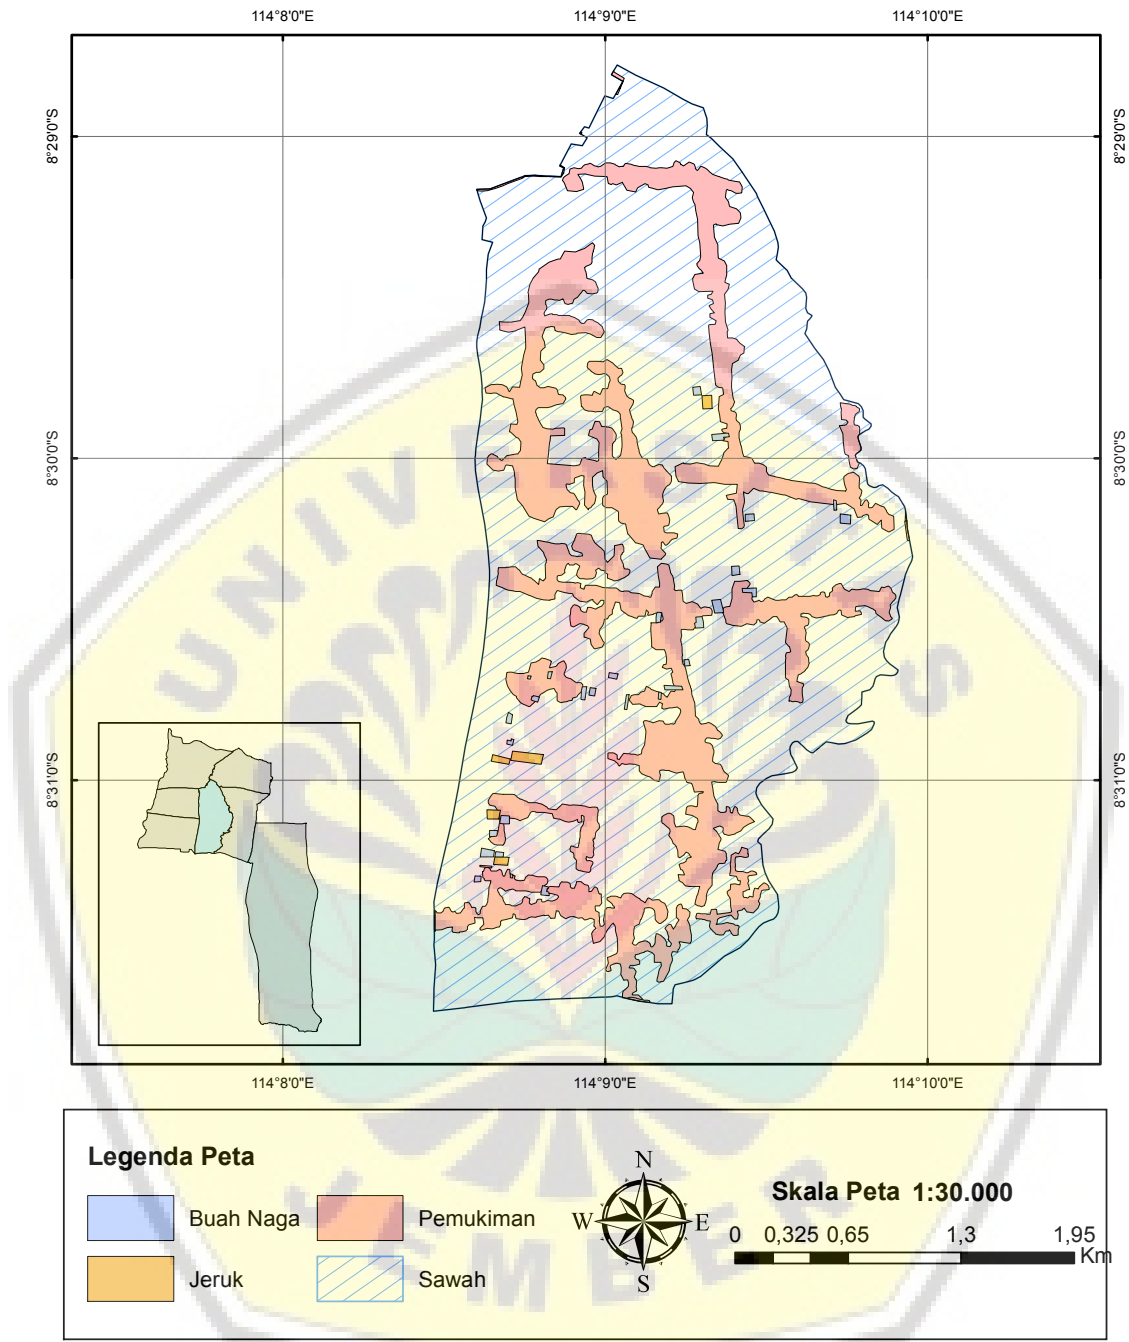 114°8'0"E 114°9'0"E 114°10'0"E
8°29'0"S 8°29'0"S
8°30'0"S 8°30'0"S
8°31'0"S 8°31'0"S
UNIVERSITAS
114°8'0"E 114°9'0"E 114°10'0"E
Legenda Peta
Buah Naga
Pemukiman
Jeruk
Sawah
N
W E
S
Skala Peta 1:30.000
0 0,325 0,65 1,3 1,95
Km
JEMBER